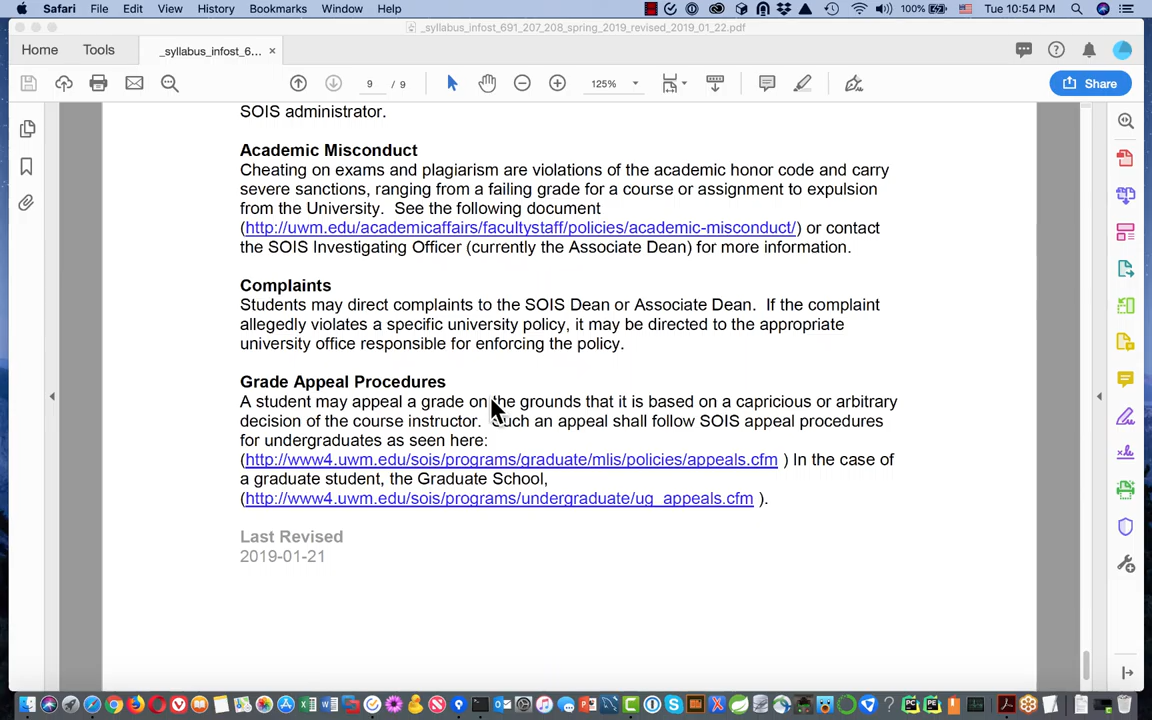 Safari File Edit View History Bookmarks Window Help 100% Tue 10:54 PM
_syllabus_infost_691_207_208_spring_2019_revised_2019_01_22.pdf
Home Tools _syllabus_infost_6... ×
9 / 9 125% Share
SOIS administrator.
Academic Misconduct
Cheating on exams and plagiarism are violations of the academic honor code and carry
severe sanctions, ranging from a failing grade for a course or assignment to expulsion
from the University. See the following document
(http://uwm.edu/academicaffairs/facultystaff/policies/academic-misconduct/) or contact
the SOIS Investigating Officer (currently the Associate Dean) for more information.
Complaints
Students may direct complaints to the SOIS Dean or Associate Dean. If the complaint
allegedly violates a specific university policy, it may be directed to the appropriate
university office responsible for enforcing the policy.
Grade Appeal Procedures
A student may appeal a grade on the grounds that it is based on a capricious or arbitrary
decision of the course instructor. Such an appeal shall follow SOIS appeal procedures
for undergraduates as seen here:
(http://www4.uwm.edu/sois/programs/graduate/mlis/policies/appeals.cfm ) In the case of
a graduate student, the Graduate School,
(http://www4.uwm.edu/sois/programs/undergraduate/ug_appeals.cfm ).
Last Revised
2019-01-21